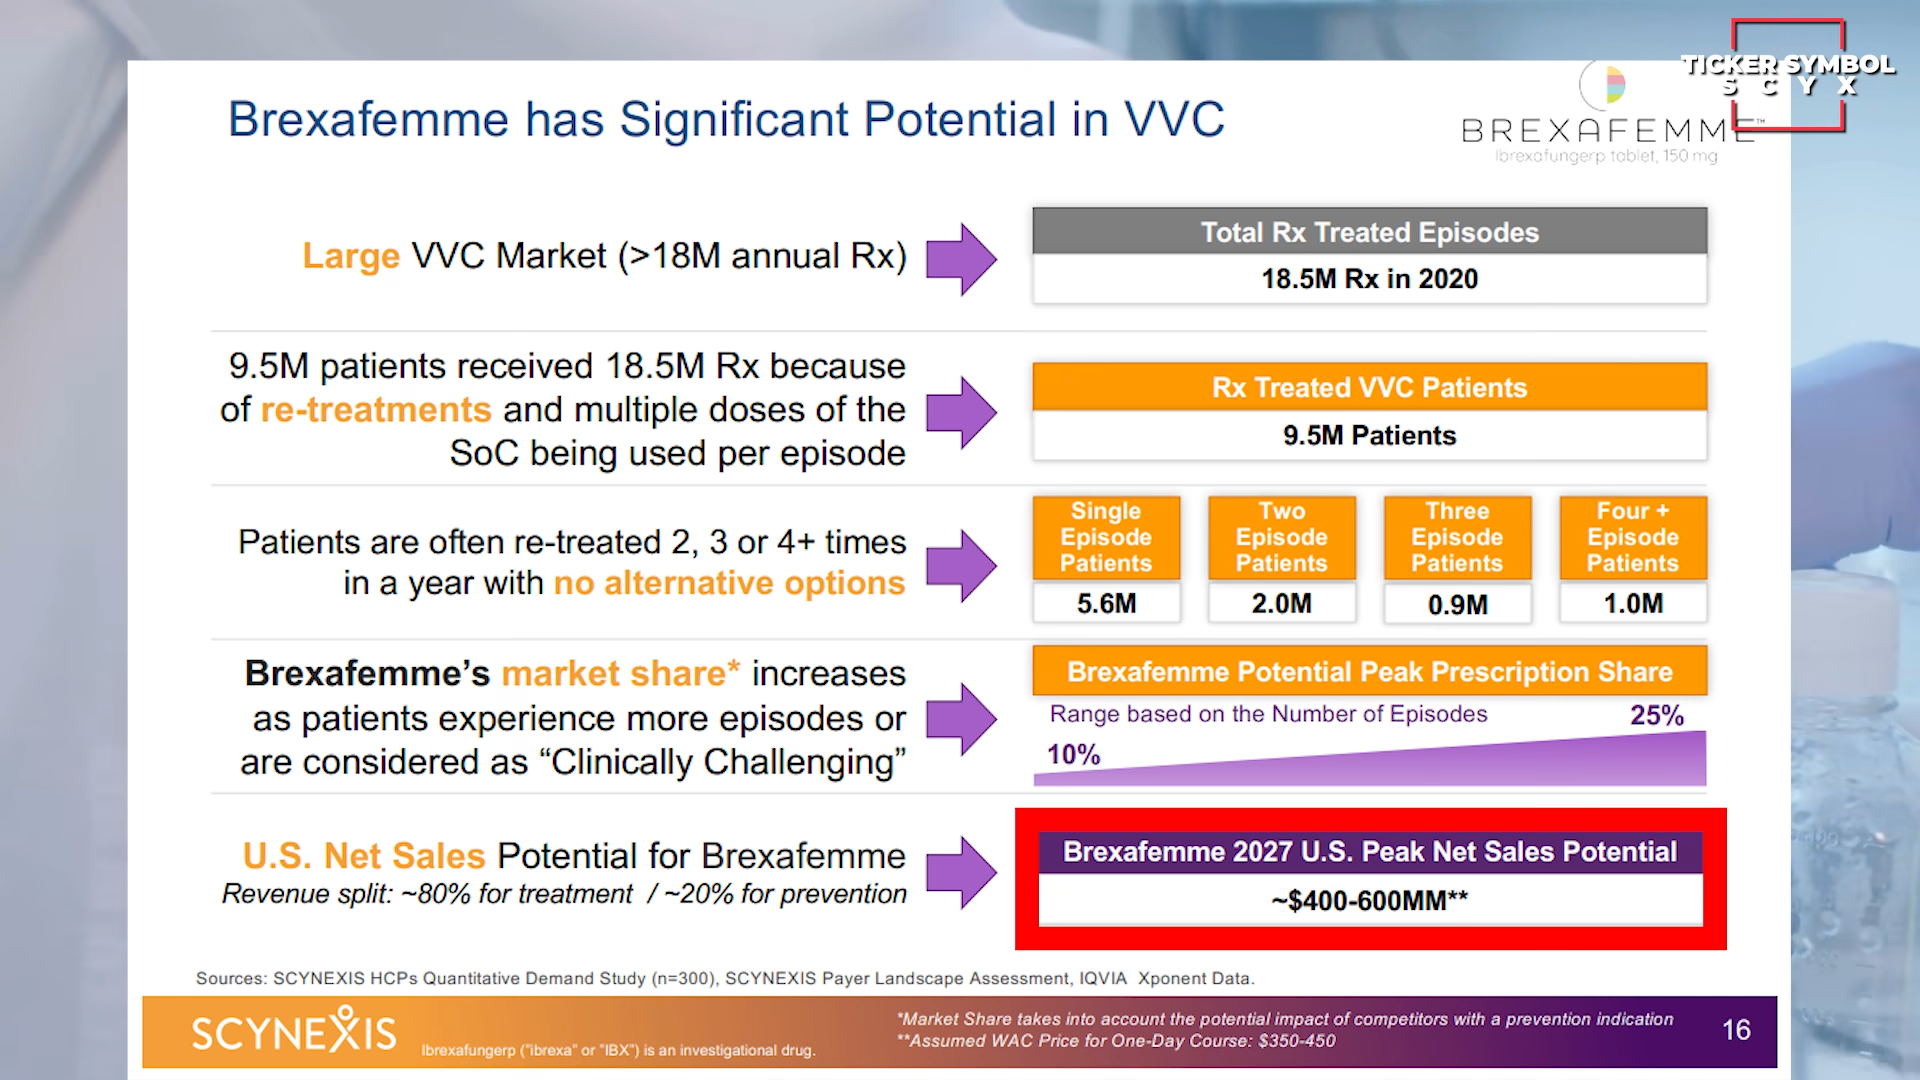 TICKER SYMBOL
S C Y X
Brexafemme has Significant Potential in VVC
BREXAFEMME™
Ibrexafungerp tablet, 150 mg
Large VVC Market (>18M annual Rx)
Total Rx Treated Episodes
18.5M Rx in 2020
9.5M patients received 18.5M Rx because
of re-treatments and multiple doses of the
SoC being used per episode
Rx Treated VVC Patients
9.5M Patients
Patients are often re-treated 2, 3 or 4+ times
in a year with no alternative options
Single
Episode
Patients
5.6M
Two
Episode
Patients
2.0M
Three
Episode
Patients
0.9M
Four +
Episode
Patients
1.0M
Brexafemme’s market share* increases
as patients experience more episodes or
are considered as “Clinically Challenging”
Brexafemme Potential Peak Prescription Share
Range based on the Number of Episodes
25%
10%
U.S. Net Sales Potential for Brexafemme
Revenue split: ~80% for treatment / ~20% for prevention
Brexafemme 2027 U.S. Peak Net Sales Potential
~$400-600MM**
Sources: SCYNEXIS HCPs Quantitative Demand Study (n=300), SCYNEXIS Payer Landscape Assessment, IQVIA Xponent Data.
SCYNEXIS
Ibrexafungerp (“ibrexa” or “IBX”) is an investigational drug.
*Market Share takes into account the potential impact of competitors with a prevention indication
**Assumed WAC Price for One-Day Course: $350-450
16